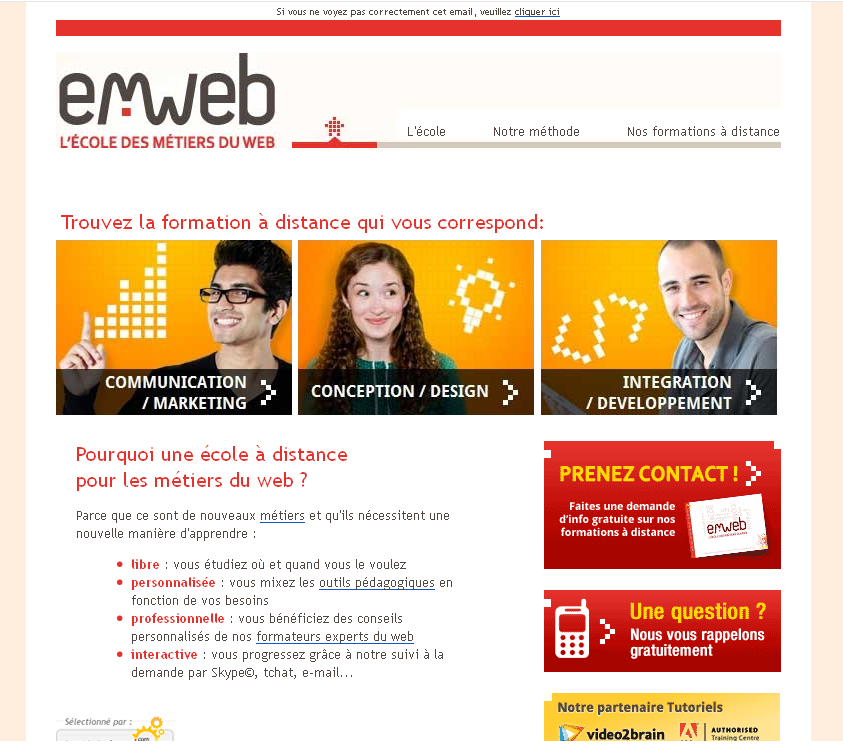 Si vous ne voyez pas correctement cet email, veuillez cliquer ici
emweb
L'ÉCOLE DES MÉTIERS DU WEB
L'école Notre méthode Nos formations à distance
Trouvez la formation à distance qui vous correspond:
COMMUNICATION
/ MARKETING
CONCEPTION / DESIGN
INTEGRATION
/ DEVELOPPEMENT
Pourquoi une école à distance
pour les métiers du web ?
Parce que ce sont de nouveaux métiers et qu'ils nécessitent une
nouvelle manière d'apprendre :
• libre : vous étudiez où et quand vous le voulez
• personnalisée : vous mixez les outils pédagogiques en
fonction de vos besoins
• professionnelle : vous bénéficiez des conseils
personnalisés de nos formateurs experts du web
• interactive : vous progressez grâce à notre suivi à la
demande par Skype©, tchat, e-mail...
Sélectionné par :
PRENEZ CONTACT !
Faites une demande
d'info gratuite sur nos
formations à distance
emweb
Une question ?
Nous vous rappelons
gratuitement
Notre partenaire Tutoriels
video2brain
AUTHORISED
Training Centre